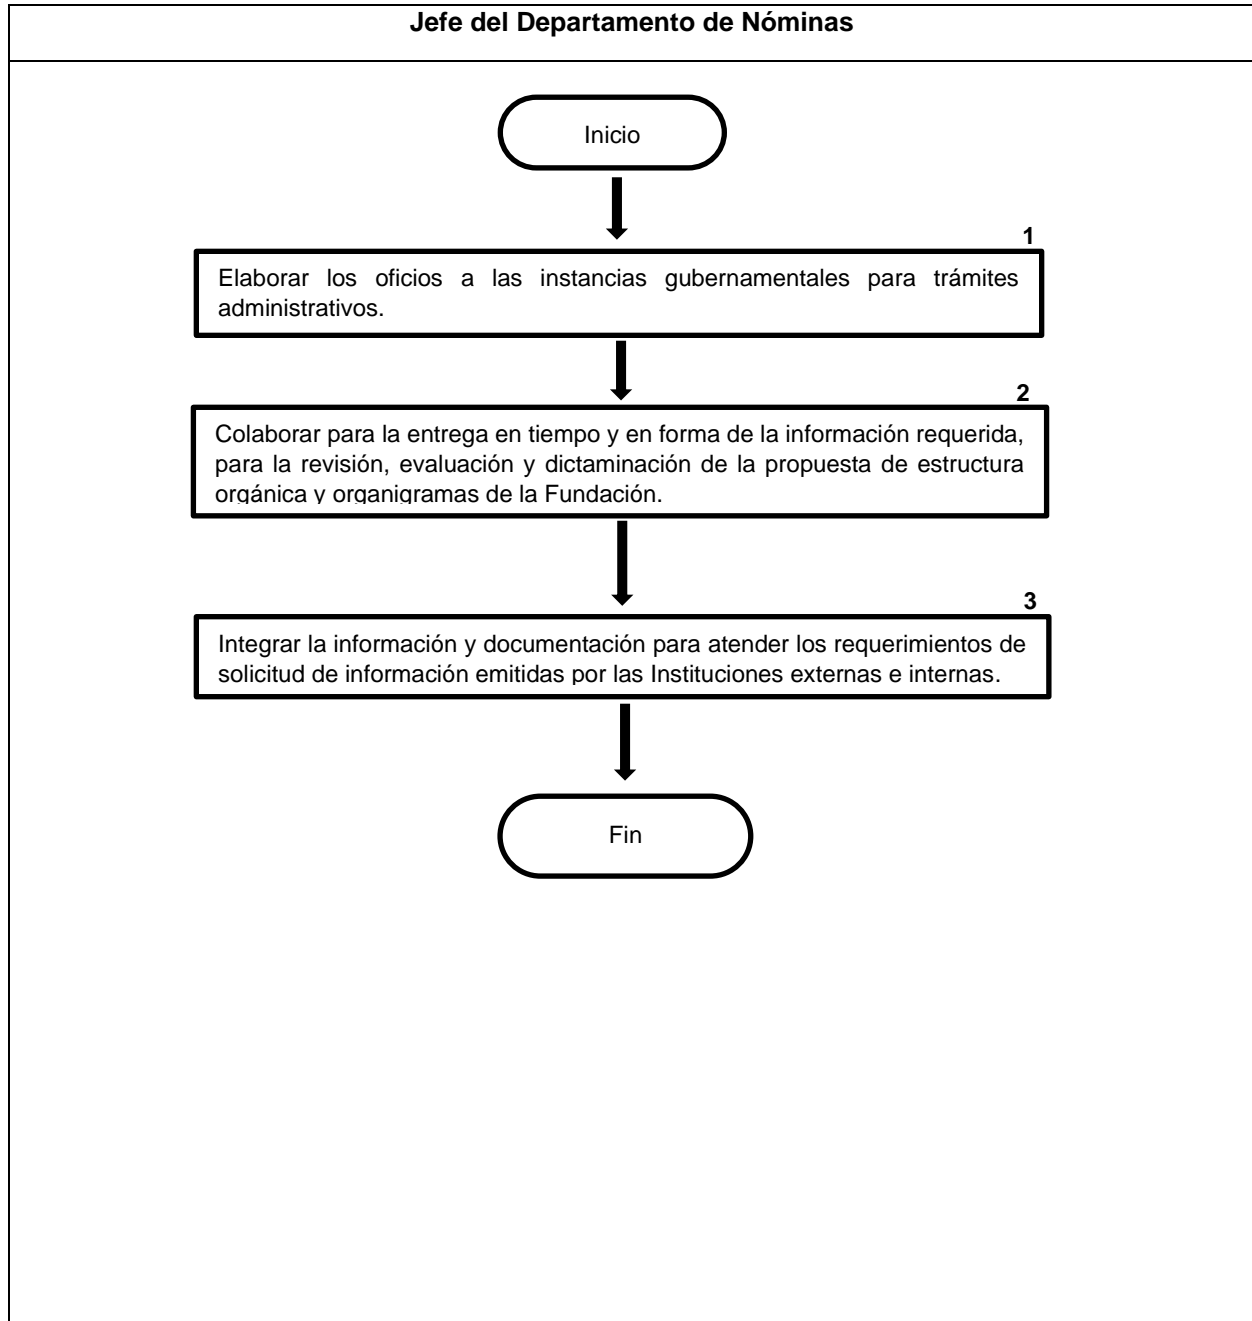 Jefe del Departamento de Nóminas
Inicio
1
Elaborar los oficios a las instancias gubernamentales para trámites
administrativos.
2
Colaborar para la entrega en tiempo y en forma de la información requerida,
para la revisión, evaluación y dictaminación de la propuesta de estructura
orgánica y organigramas de la Fundación.
3
Integrar la información y documentación para atender los requerimientos de
solicitud de información emitidas por las Instituciones externas e internas.
Fin